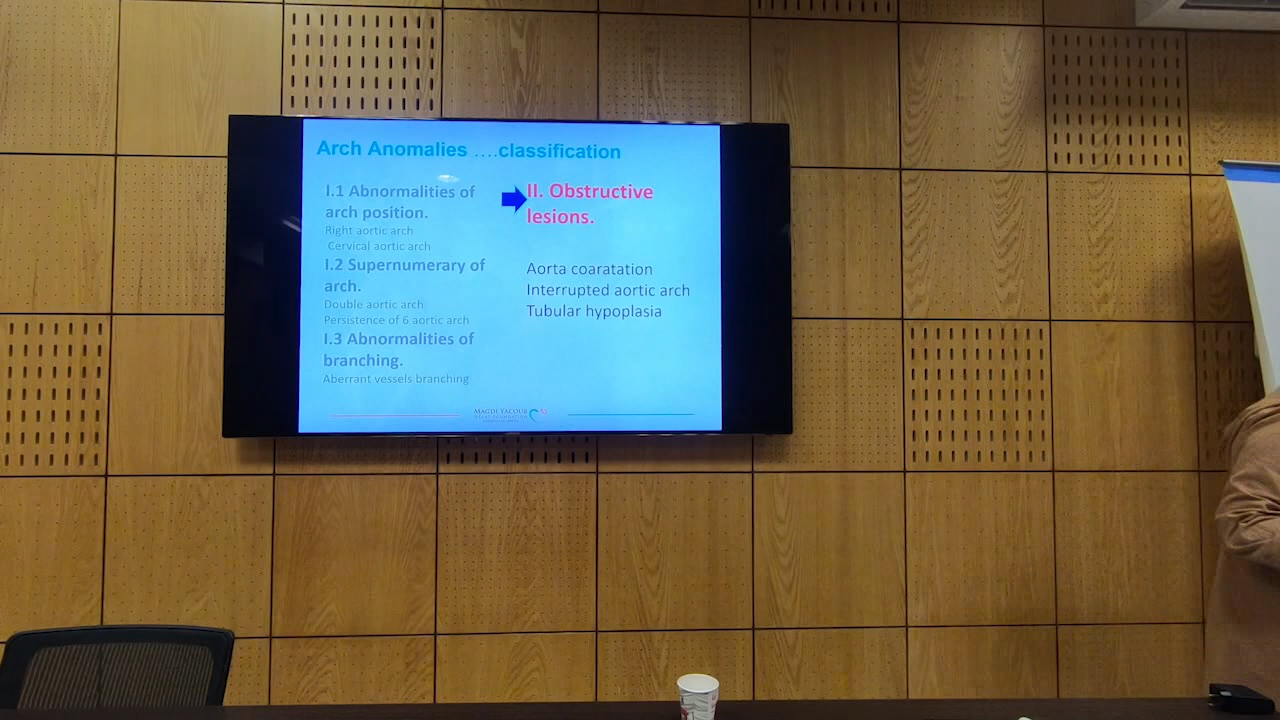 Arch Anomalies ....classification
I.1 Abnormalities of
arch position.
Right aortic arch
Cervical aortic arch
I.2 Supernumerary of
arch.
Double aortic arch
Persistence of 6 aortic arch
I.3 Abnormalities of
branching.
Aberrant vessels branching
II. Obstructive
lesions.
Aorta coaratation
Interrupted aortic arch
Tubular hypoplasia
MAGDI YACOUB
HEART FOUNDATION